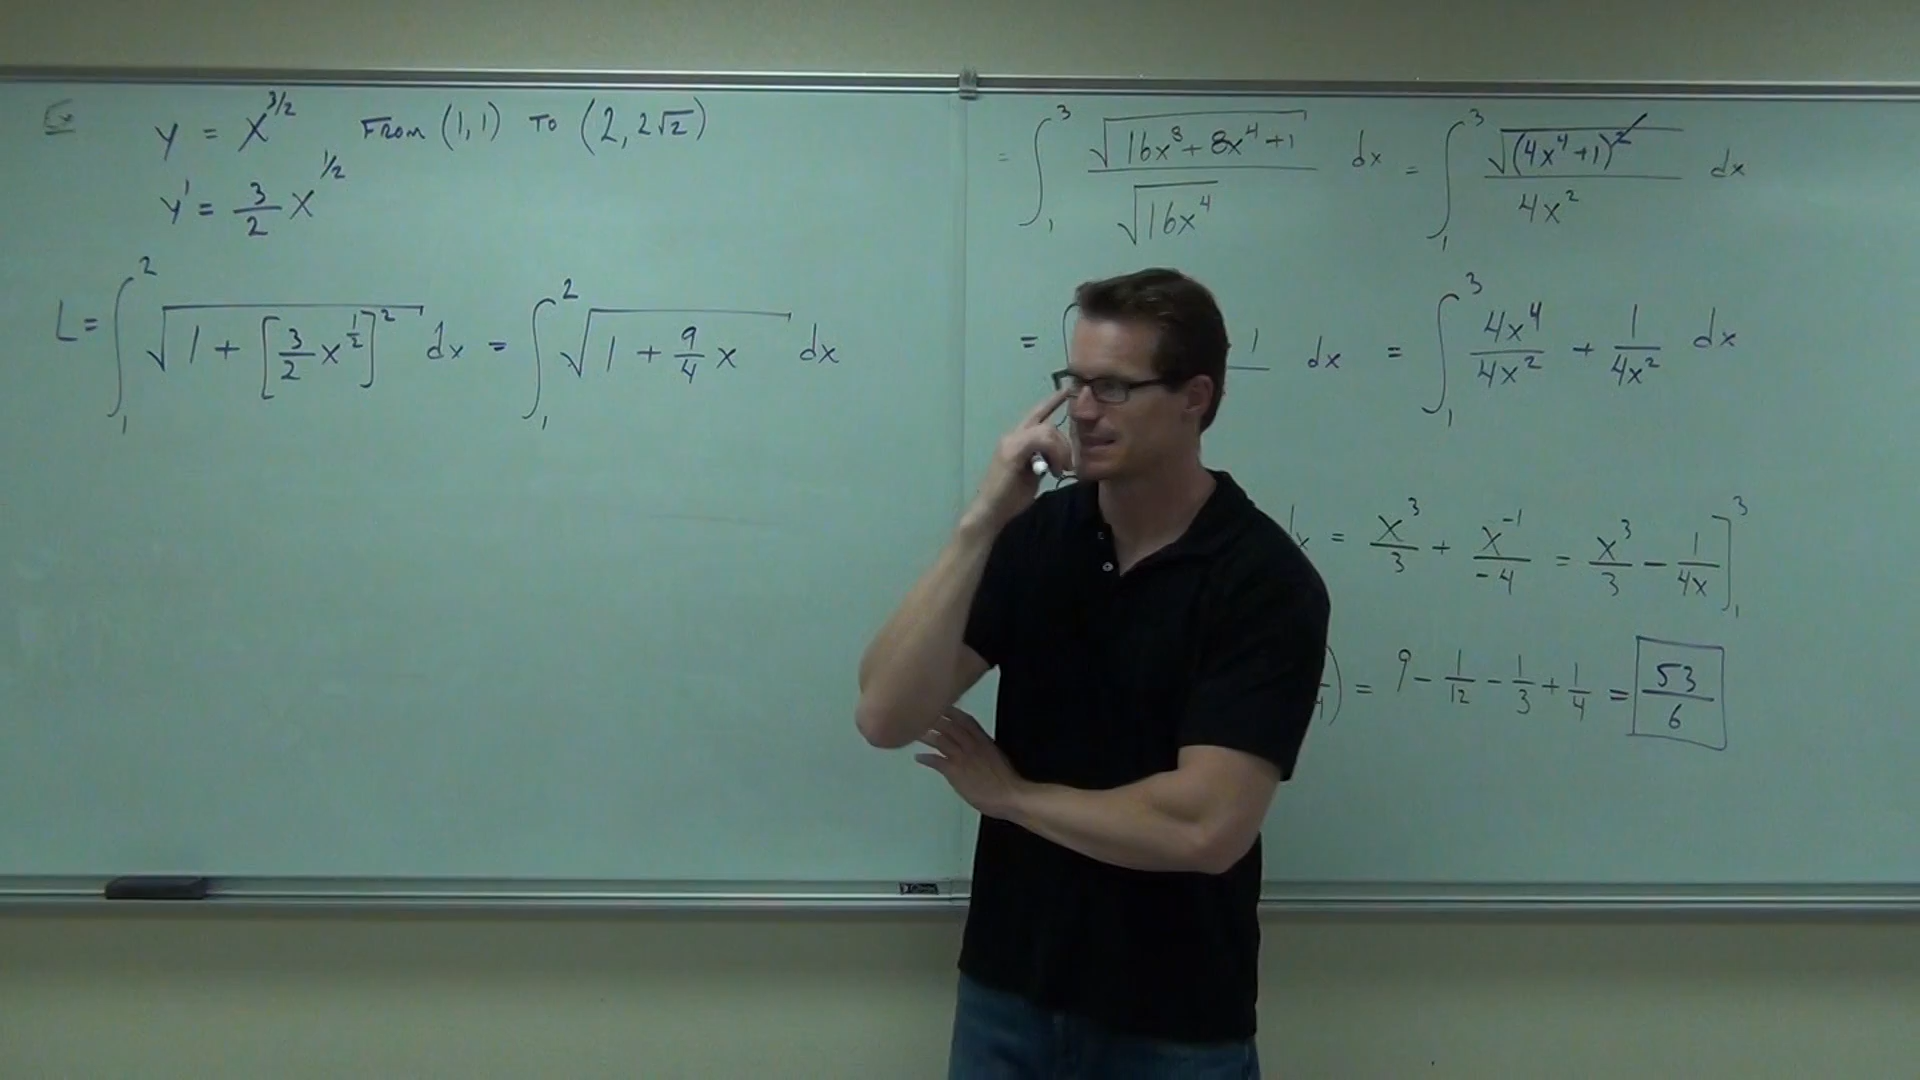 Ex y = x^{3/2} FROM (1,1) TO (2, 2√2)
y' = 3/2 x^{1/2}
L = ∫_1^2 √(1 + [3/2 x^{1/2}]^2) dx = ∫_1^2 √(1 + 9/4 x) dx
= ∫_1^3 √(16x^8 + 8x^4 + 1) / √(16x^4) dx = ∫_1^3 √((4x^4 + 1)^2) / 4x^2 dx
= ∫ 1 dx = ∫_1^3 4x^4/4x^2 + 1/4x^2 dx
x = x^3/3 + x^{-1}/-4 = x^3/3 - 1/4x ]_1^3
4) = 9 - 1/12 - 1/3 + 1/4 = 53/6